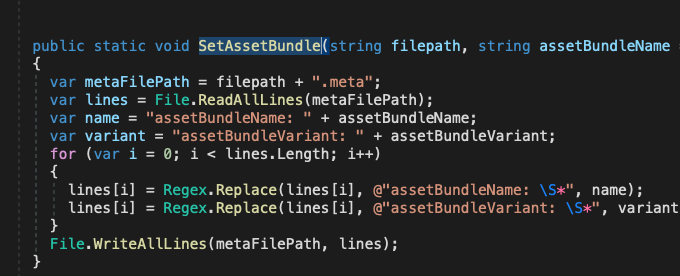 public static void SetAssetBundle(string filepath, string assetBundleName =
{
var metaFilePath = filepath + ".meta";
var lines = File.ReadAllLines(metaFilePath);
var name = "assetBundleName: " + assetBundleName;
var variant = "assetBundleVariant: " + assetBundleVariant;
for (var i = 0; i < lines.Length; i++)
{
lines[i] = Regex.Replace(lines[i], @"assetBundleName: \S*", name);
lines[i] = Regex.Replace(lines[i], @"assetBundleVariant: \S*", variant
}
File.WriteAllLines(metaFilePath, lines);
}